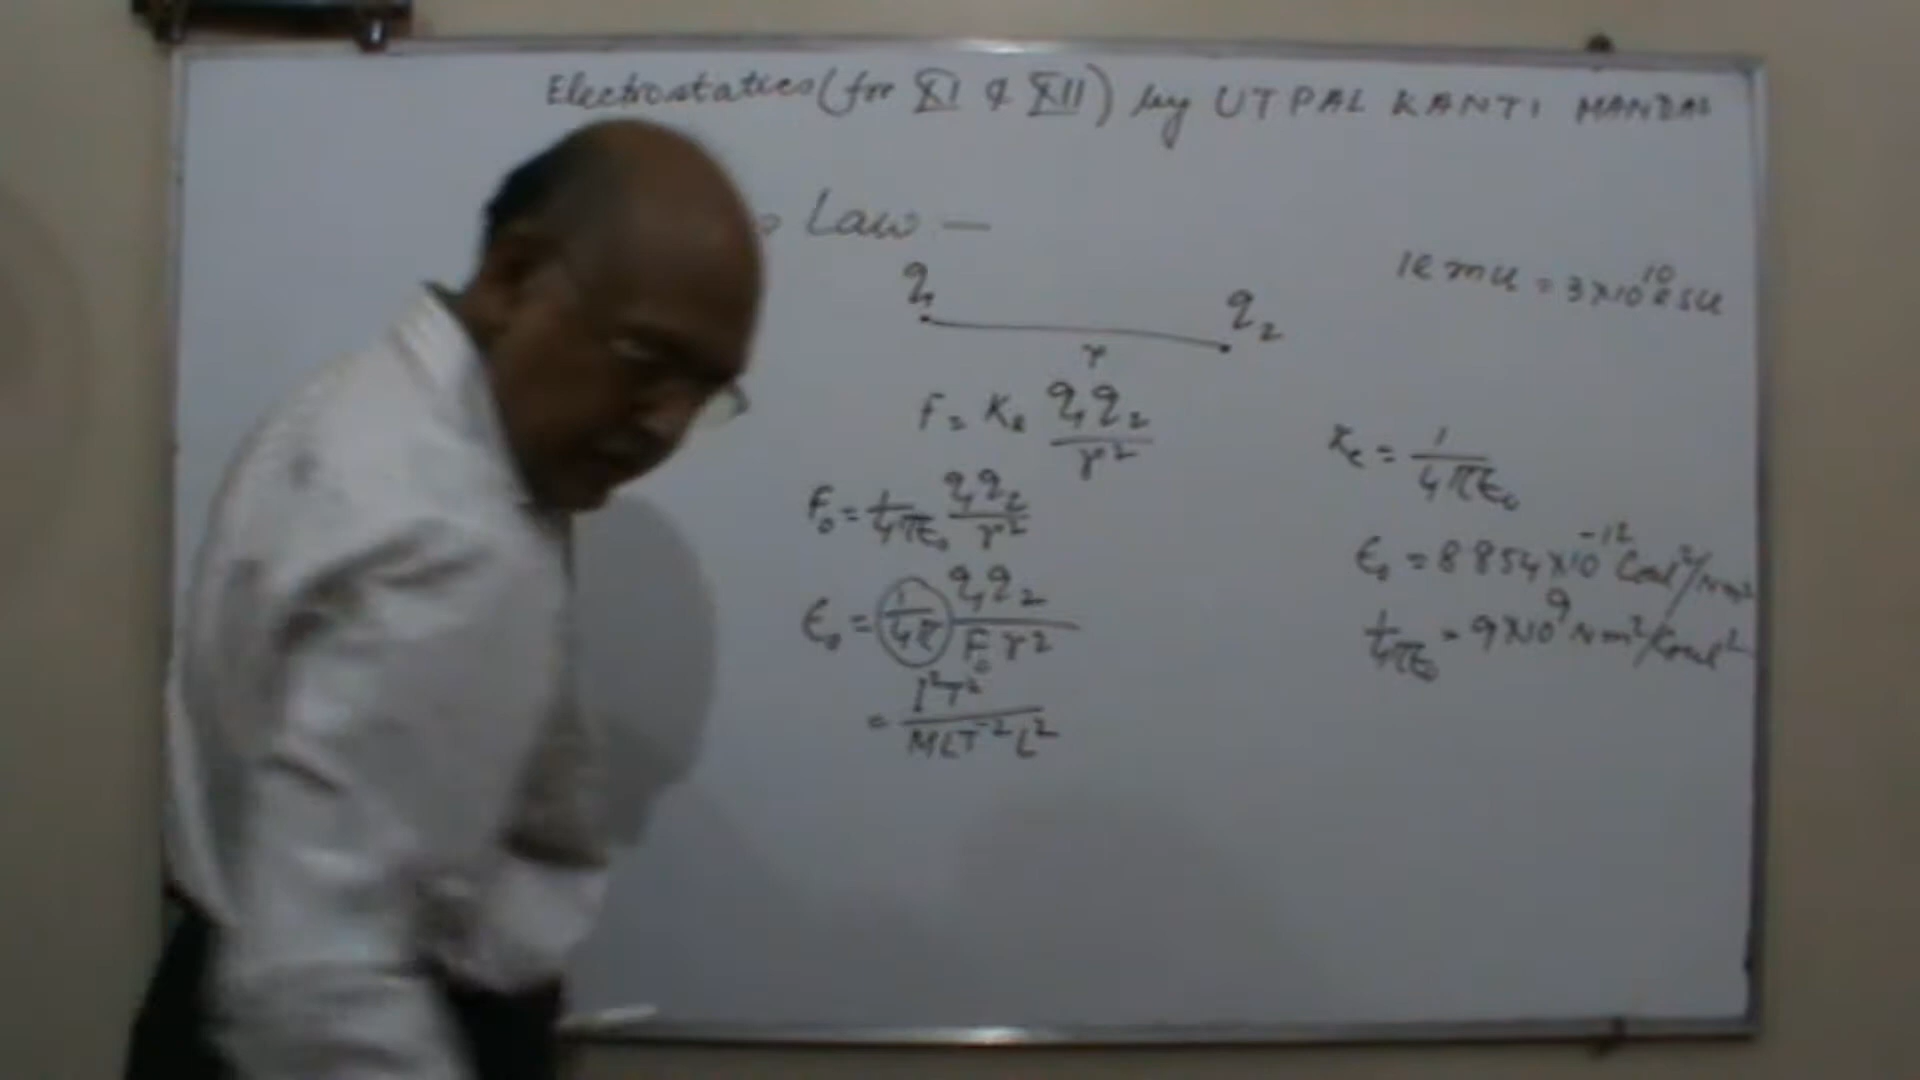 Electrostatics (for XI & XII) by UTPAL KANTI MANDAL
Law —
1 emu = 3×10^10 esu
q1 q2
r
F = Ke q1q2/r²
Ke = 1/4πε₀
F₀ = 1/4πε₀ q1q2/r²
ε₀ = 8.854×10^-12 Coul²/Nm²
ε₀ = 1/4π q1q2/F₀r²
1/4πε₀ = 9×10^9 Nm²/Coul²
= I²T²/MLT^-2L²